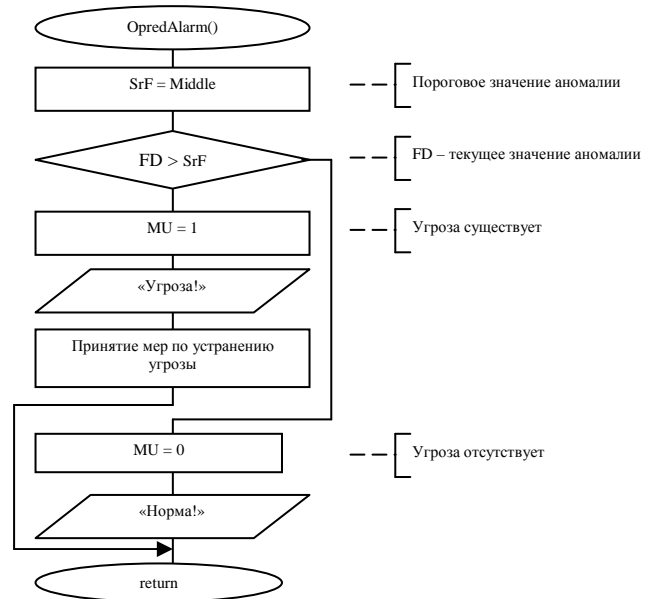 OpredAlarm()
SrF = Middle
Пороговое значение аномалии
FD > SrF
FD – текущее значение аномалии
MU = 1
Угроза существует
«Угроза!»
Принятие мер по устранению
угрозы
MU = 0
Угроза отсутствует
«Норма!»
return